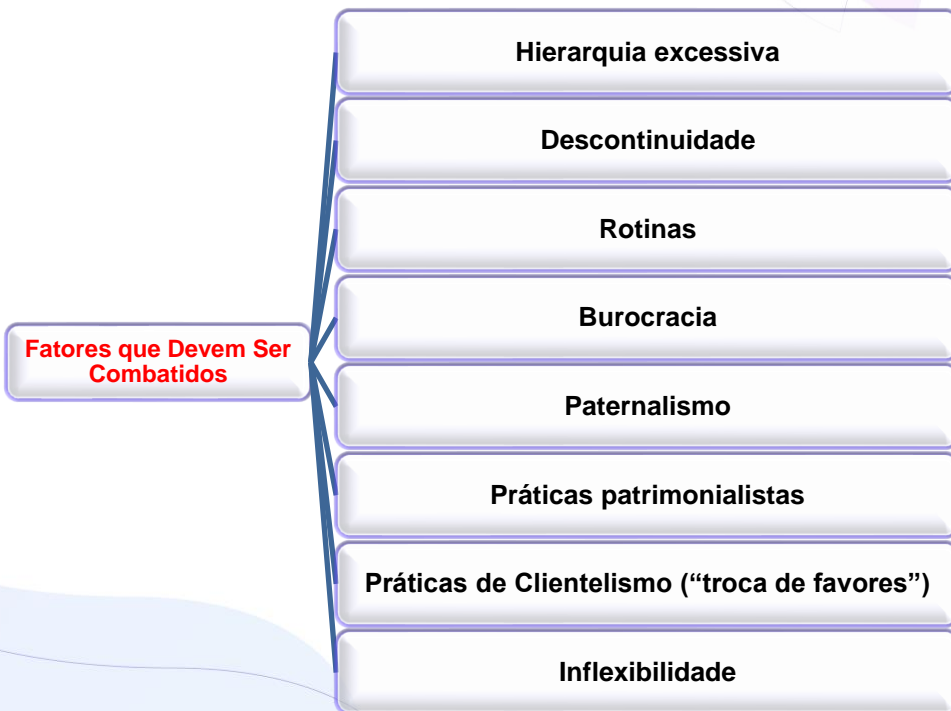 Fatores que Devem Ser
Combatidos
Hierarquia excessiva
Descontinuidade
Rotinas
Burocracia
Paternalismo
Práticas patrimonialistas
Práticas de Clientelismo (“troca de favores”)
Inflexibilidade